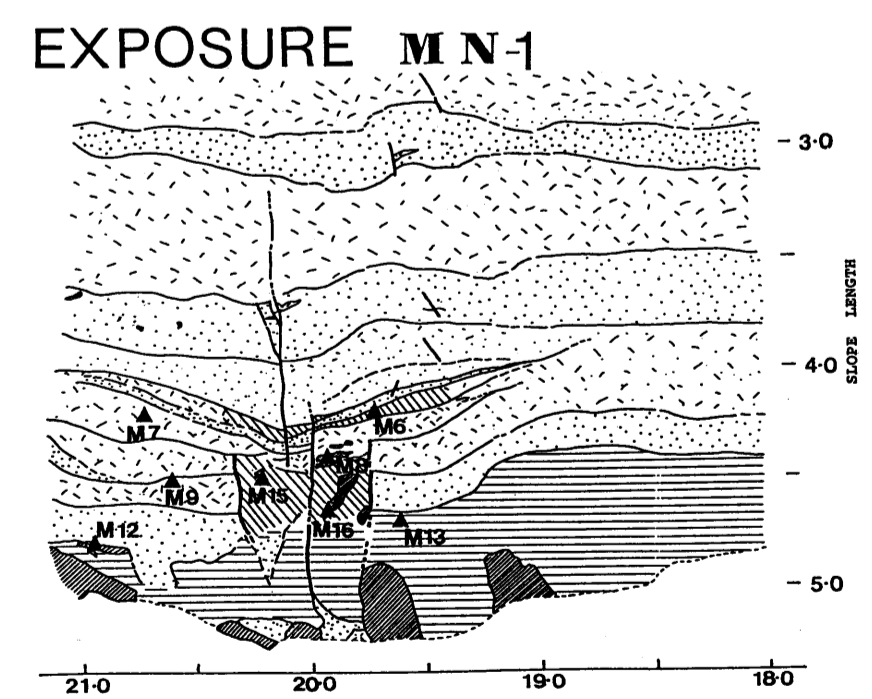 EXPOSURE MN-1
3·0
SLOPE LENGTH
4·0
M7
M6
M8
M9
M15
M12
M16
M13
5·0
21·0 20·0 19·0 18·0